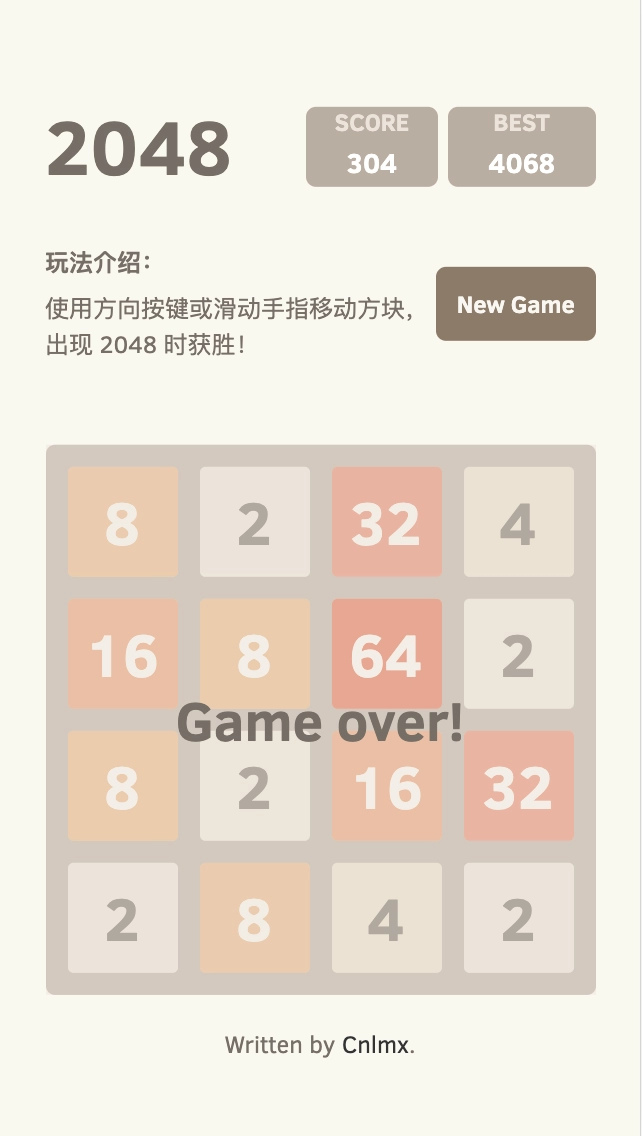 2048
SCORE
304
BEST
4068
玩法介绍：
使用方向按键或滑动手指移动方块，
出现 2048 时获胜！
New Game
8 2 32 4
16 8 64 2
Game over!
8 2 16 32
2 8 4 2
Written by Cnlmx.